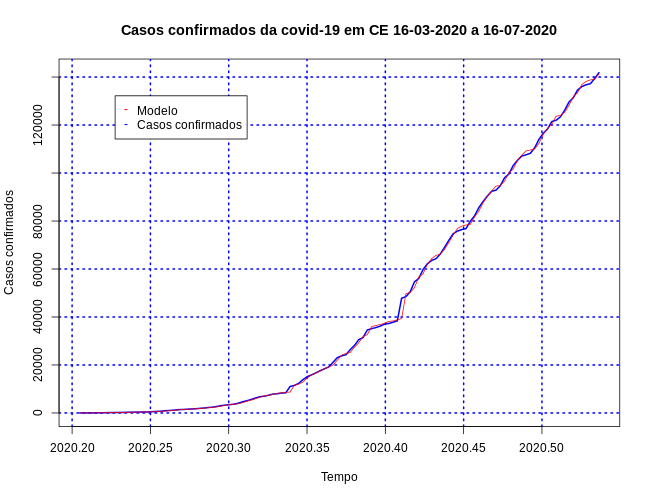 Casos confirmados da covid-19 em CE 16-03-2020 a 16-07-2020
Casos confirmados
120000
80000
60000
40000
20000
0
Modelo
Casos confirmados
2020.20 2020.25 2020.30 2020.35 2020.40 2020.45 2020.50
Tempo